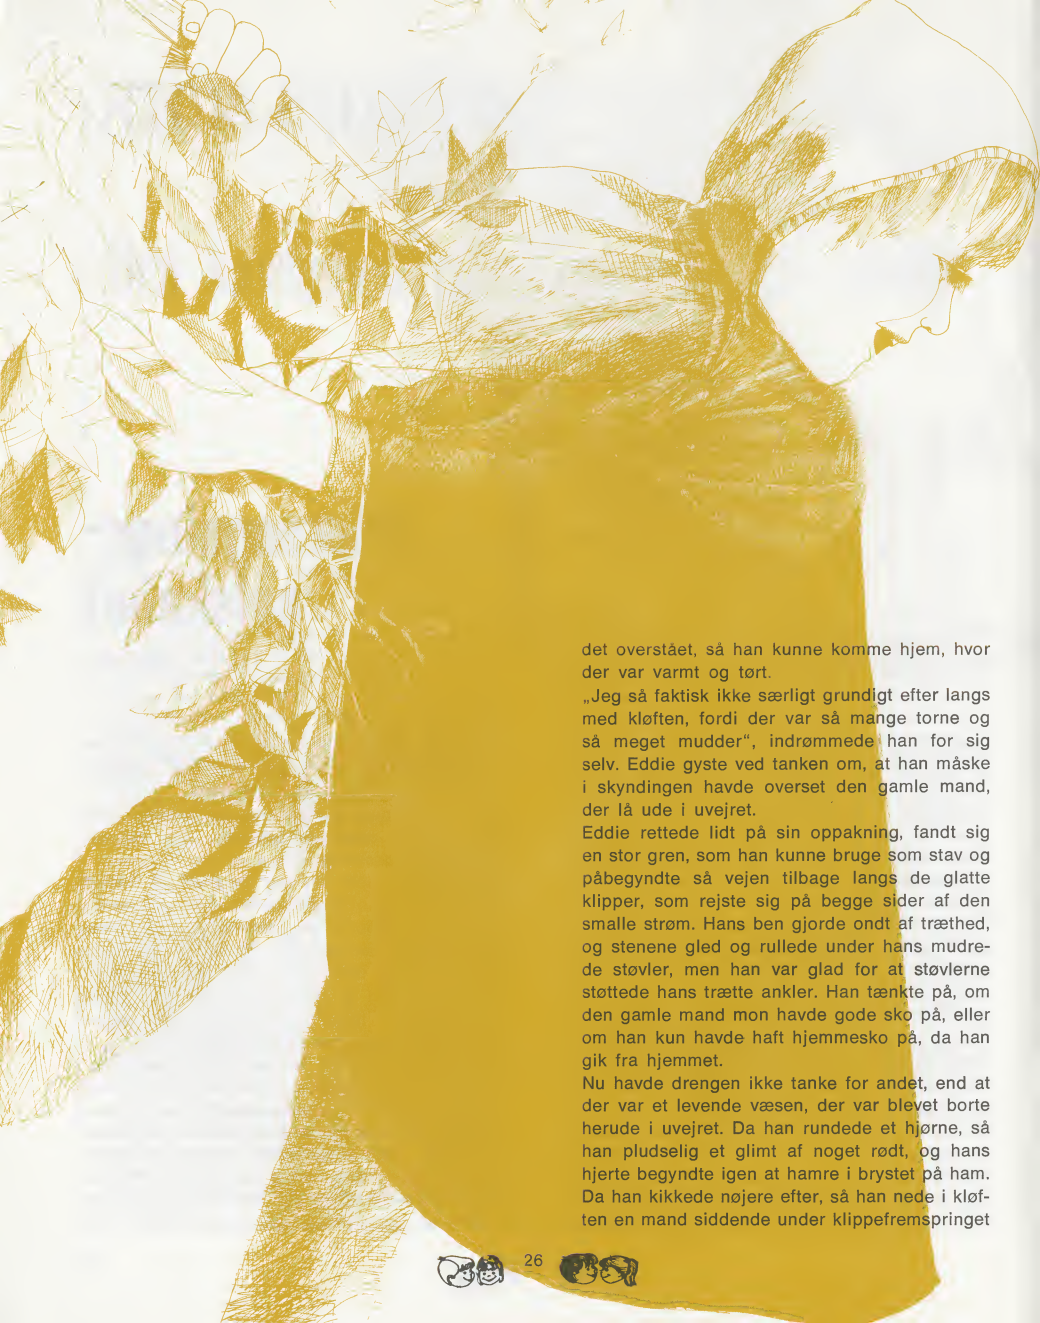 det overstået, så han kunne komme hjem, hvor
der var varmt og tørt.
„Jeg så faktisk ikke særligt grundigt efter langs
med kløften, fordi der var så mange torne og
så meget mudder“, indrømmede han for sig
selv. Eddie gyste ved tanken om, at han måske
i skyndingen havde overset den gamle mand,
der lå ude i uvejret.
Eddie rettede lidt på sin oppakning, fandt sig
en stor gren, som han kunne bruge som stav og
påbegyndte så vejen tilbage langs de glatte
klipper, som rejste sig på begge sider af den
smalle strøm. Hans ben gjorde ondt af træthed,
og stenene gled og rullede under hans mudre-
de støvler, men han var glad for at støvlerne
støttede hans trætte ankler. Han tænkte på, om
den gamle mand mon havde gode sko på, eller
om han kun havde haft hjemmesko på, da han
gik fra hjemmet.
Nu havde drengen ikke tanke for andet, end at
der var et levende væsen, der var blevet borte
herude i uvejret. Da han rundede et hjørne, så
han pludselig et glimt af noget rødt, og hans
hjerte begyndte igen at hamre i brystet på ham.
Da han kikkede nøjere efter, så han nede i kløf-
ten en mand siddende under klippefremspringet
26